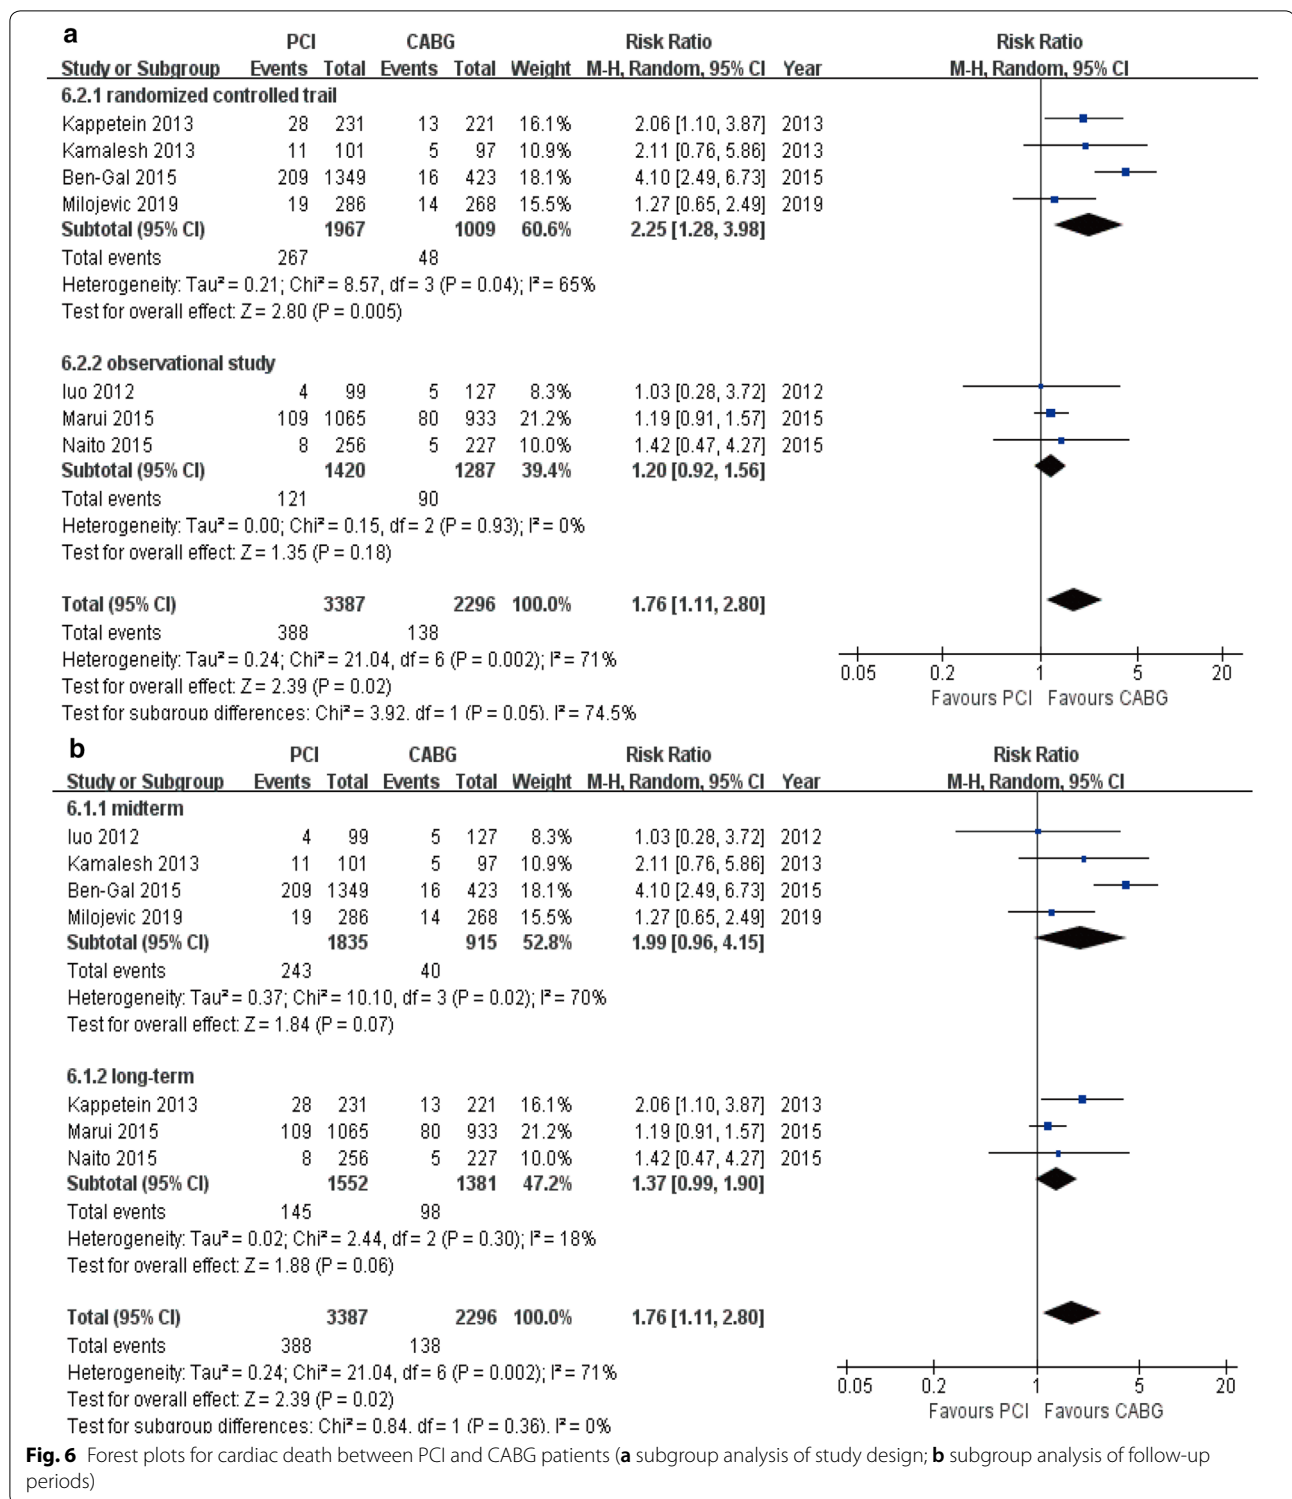 a
PCI CABG Risk Ratio Risk Ratio
Study or Subgroup Events Total Events Total Weight M-H, Random, 95% CI Year M-H, Random, 95% CI
6.2.1 randomized controlled trail
Kappetein 2013 28 231 13 221 16.1% 2.06 [1.10, 3.87] 2013
Kamalesh 2013 11 101 5 97 10.9% 2.11 [0.76, 5.86] 2013
Ben-Gal 2015 209 1349 16 423 18.1% 4.10 [2.49, 6.73] 2015
Milojevic 2019 19 286 14 268 15.5% 1.27 [0.65, 2.49] 2019
Subtotal (95% CI) 1967 1009 60.6% 2.25 [1.28, 3.98]
Total events 267 48
Heterogeneity: Tau² = 0.21; Chi² = 8.57, df = 3 (P = 0.04); I² = 65%
Test for overall effect: Z = 2.80 (P = 0.005)
6.2.2 observational study
luo 2012 4 99 5 127 8.3% 1.03 [0.28, 3.72] 2012
Marui 2015 109 1065 80 933 21.2% 1.19 [0.91, 1.57] 2015
Naito 2015 8 256 5 227 10.0% 1.42 [0.47, 4.27] 2015
Subtotal (95% CI) 1420 1287 39.4% 1.20 [0.92, 1.56]
Total events 121 90
Heterogeneity: Tau² = 0.00; Chi² = 0.15, df = 2 (P = 0.93); I² = 0%
Test for overall effect: Z = 1.35 (P = 0.18)
Total (95% CI) 3387 2296 100.0% 1.76 [1.11, 2.80]
Total events 388 138
Heterogeneity: Tau² = 0.24; Chi² = 21.04, df = 6 (P = 0.002); I² = 71%
Test for overall effect: Z = 2.39 (P = 0.02)
Test for subgroup differences: Chi² = 3.92, df = 1 (P = 0.05), I² = 74.5%
0.05 0.2 1 5 20
Favours PCI Favours CABG
b
PCI CABG Risk Ratio Risk Ratio
Study or Subgroup Events Total Events Total Weight M-H, Random, 95% CI Year M-H, Random, 95% CI
6.1.1 midterm
luo 2012 4 99 5 127 8.3% 1.03 [0.28, 3.72] 2012
Kamalesh 2013 11 101 5 97 10.9% 2.11 [0.76, 5.86] 2013
Ben-Gal 2015 209 1349 16 423 18.1% 4.10 [2.49, 6.73] 2015
Milojevic 2019 19 286 14 268 15.5% 1.27 [0.65, 2.49] 2019
Subtotal (95% CI) 1835 915 52.8% 1.99 [0.96, 4.15]
Total events 243 40
Heterogeneity: Tau² = 0.37; Chi² = 10.10, df = 3 (P = 0.02); I² = 70%
Test for overall effect: Z = 1.84 (P = 0.07)
6.1.2 long-term
Kappetein 2013 28 231 13 221 16.1% 2.06 [1.10, 3.87] 2013
Marui 2015 109 1065 80 933 21.2% 1.19 [0.91, 1.57] 2015
Naito 2015 8 256 5 227 10.0% 1.42 [0.47, 4.27] 2015
Subtotal (95% CI) 1552 1381 47.2% 1.37 [0.99, 1.90]
Total events 145 98
Heterogeneity: Tau² = 0.02; Chi² = 2.44, df = 2 (P = 0.30); I² = 18%
Test for overall effect: Z = 1.88 (P = 0.06)
Total (95% CI) 3387 2296 100.0% 1.76 [1.11, 2.80]
Total events 388 138
Heterogeneity: Tau² = 0.24; Chi² = 21.04, df = 6 (P = 0.002); I² = 71%
Test for overall effect: Z = 2.39 (P = 0.02)
Test for subgroup differences: Chi² = 0.84, df = 1 (P = 0.36), I² = 0%
0.05 0.2 1 5 20
Favours PCI Favours CABG
Fig. 6 Forest plots for cardiac death between PCI and CABG patients (a subgroup analysis of study design; b subgroup analysis of follow-up
periods)